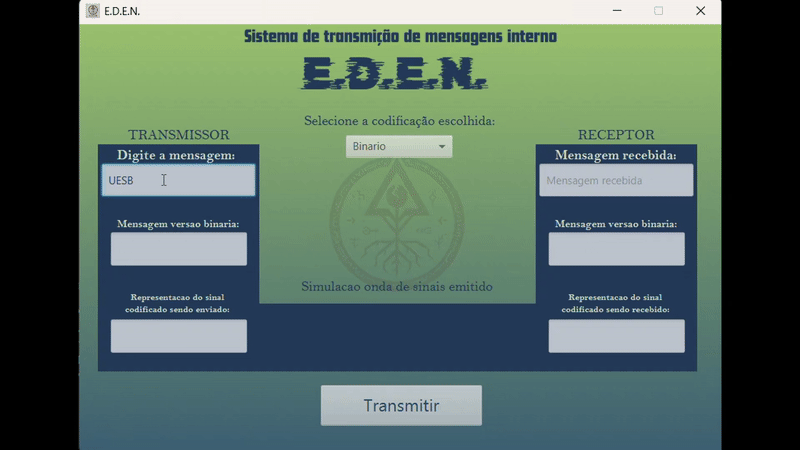 E.D.E.N.
Sistema de transmição de mensagens interno
E.D.E.N.
Selecione a codificação escolhida:
Binario
TRANSMISSOR
Digite a mensagem:
UESB
Mensagem versao binaria:
Representacao do sinal
codificado sendo enviado:
Simulacao onda de sinais emitido
RECEPTOR
Mensagem recebida:
Mensagem recebida
Mensagem versao binaria:
Representacao do sinal
codificado sendo recebido:
Transmitir